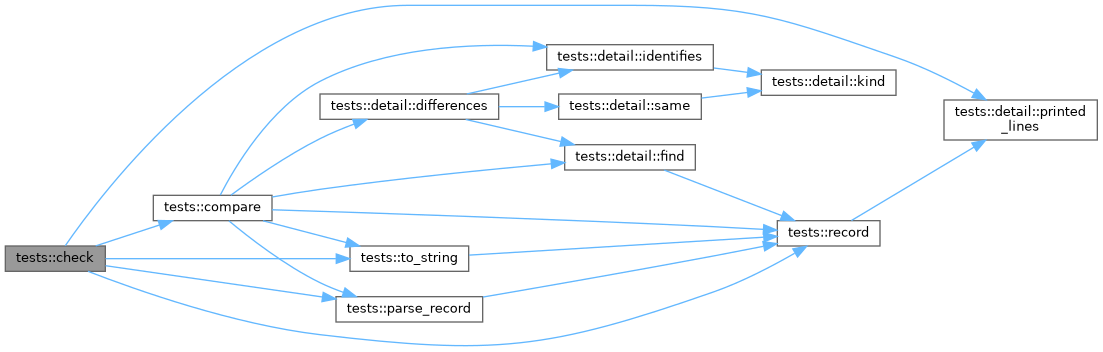 tests::check
tests::compare
tests::detail::differences
tests::detail::identifies
tests::detail::same
tests::detail::find
tests::to_string
tests::parse_record
tests::detail::kind
tests::record
tests::detail::printed
_lines